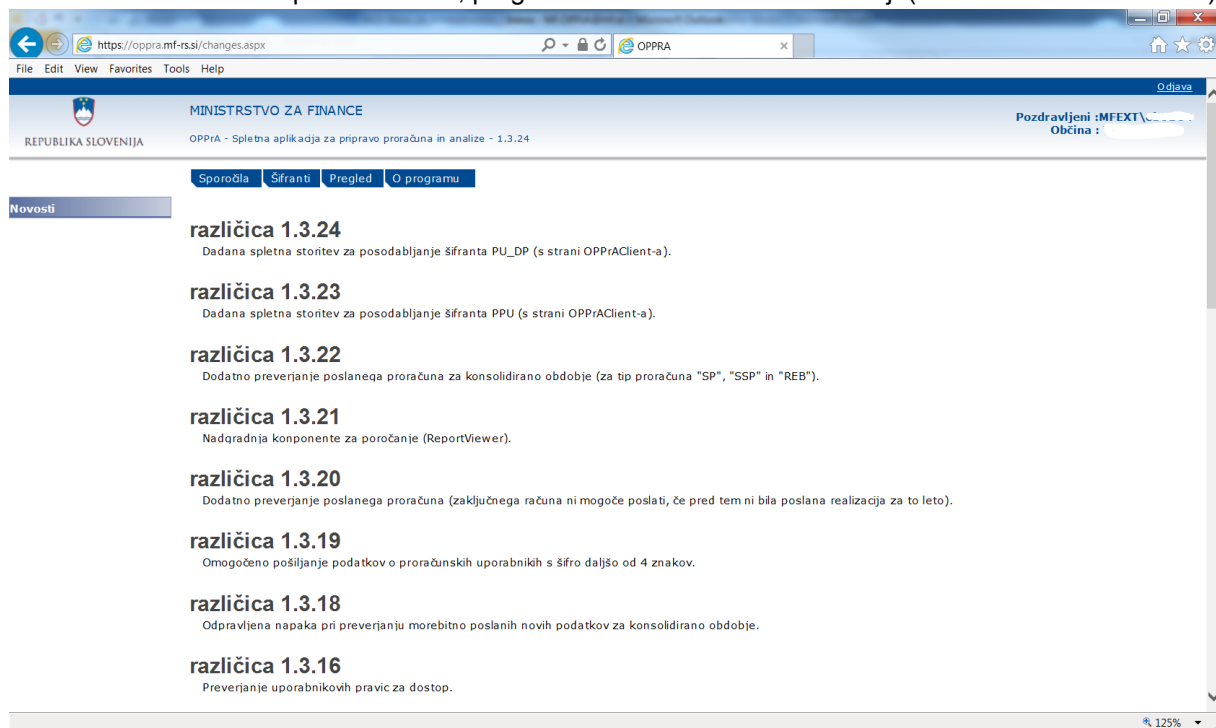 https://oppra.mf-rs.si/changes.aspx
OPPRA
File Edit View Favorites Tools Help
Odjava
MINISTRSTVO ZA FINANCE
Pozdravljeni :MFEXT\
Občina :
REPUBLIKA SLOVENIJA
OPPrA - Spletna aplikacija za pripravo proračuna in analize - 1.3.24
Sporočila Šifranti Pregled O programu
Novosti
različica 1.3.24
Dadana spletna storitev za posodabljanje šifranta PU_DP (s strani OPPrAClient-a).
različica 1.3.23
Dadana spletna storitev za posodabljanje šifranta PPU (s strani OPPrAClient-a).
različica 1.3.22
Dodatno preverjanje poslanega proračuna za konsolidirano obdobje (za tip proračuna "SP", "SSP" in "REB").
različica 1.3.21
Nadgradnja konponente za poročanje (ReportViewer).
različica 1.3.20
Dodatno preverjanje poslanega proračuna (zaključnega računa ni mogoče poslati, če pred tem ni bila poslana realizacija za to leto).
različica 1.3.19
Omogočeno pošiljanje podatkov o proračunskih uporabnikih s šifro daljšo od 4 znakov.
različica 1.3.18
Odpravljena napaka pri preverjanju morebitno poslanih novih podatkov za konsolidirano obdobje.
različica 1.3.16
Preverjanje uporabnikovih pravic za dostop.
125%